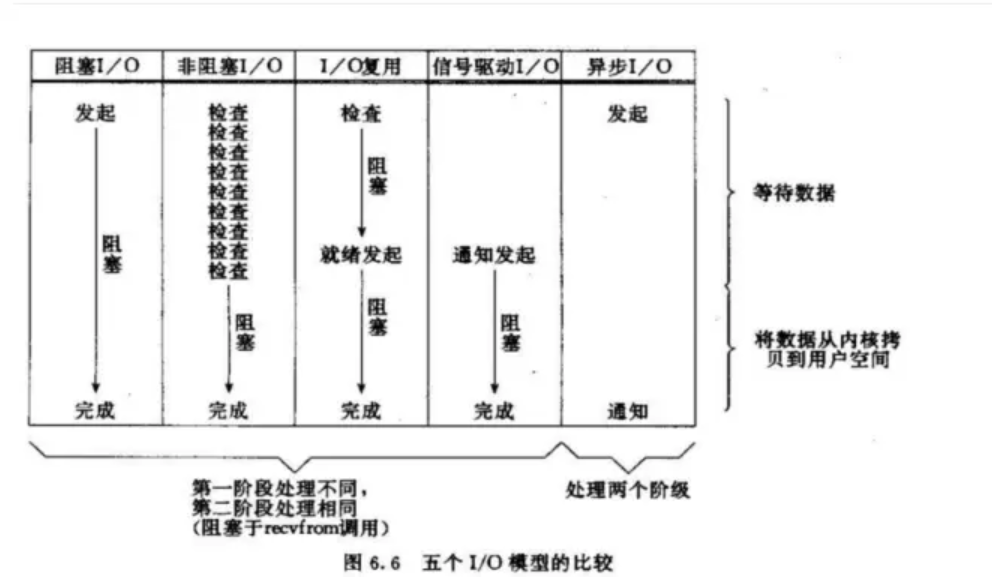 阻塞I/O 非阻塞I/O I/O复用 信号驱动I/O 异步I/O
发起 检查 检查 发起
检查
检查
检查
检查
检查
检查
检查
检查
阻塞
阻塞
就绪发起 通知发起
阻塞
阻塞
阻塞
完成 完成 完成 完成 通知
等待数据
将数据从内核拷
贝到用户空间
第一阶段处理不同，
第二阶段处理相同
（阻塞于recvfrom调用）
处理两个阶级
图 6.6 五个 I/O 模型的比较